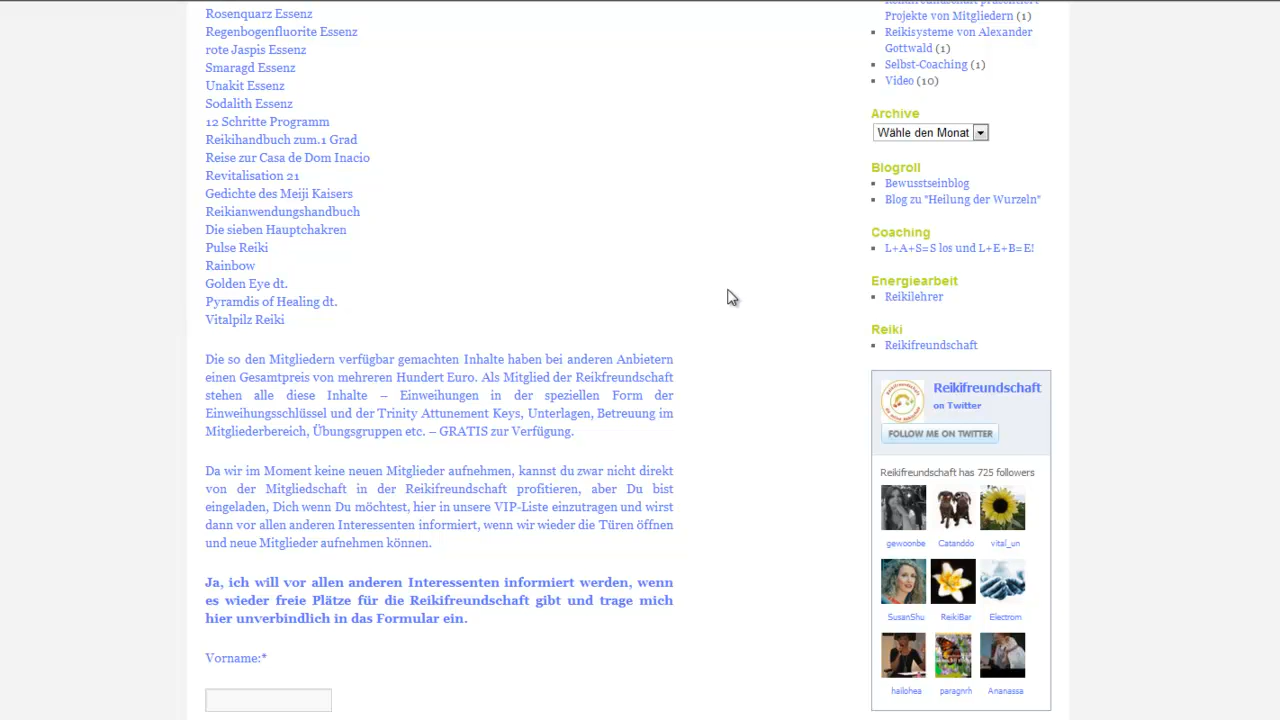 Rosenquarz Essenz
Regenbogenfluorite Essenz
rote Jaspis Essenz
Smaragd Essenz
Unakit Essenz
Sodalith Essenz
12 Schritte Programm
Reikihandbuch zum.1 Grad
Reise zur Casa de Dom Inacio
Revitalisation 21
Gedichte des Meiji Kaisers
Reikianwendungshandbuch
Die sieben Hauptchakren
Pulse Reiki
Rainbow
Golden Eye dt.
Pyramdis of Healing dt.
Vitalpilz Reiki
Die so den Mitgliedern verfügbar gemachten Inhalte haben bei anderen Anbietern
einen Gesamtpreis von mehreren Hundert Euro. Als Mitglied der Reikfreundschaft
stehen alle diese Inhalte – Einweihungen in der speziellen Form der
Einweihungsschlüssel und der Trinity Attunement Keys, Unterlagen, Betreuung im
Mitgliederbereich, Übungsgruppen etc. – GRATIS zur Verfügung.
Da wir im Moment keine neuen Mitglieder aufnehmen, kannst du zwar nicht direkt
von der Mitgliedschaft in der Reikifreundschaft profitieren, aber Du bist
eingeladen, Dich wenn Du möchtest, hier in unsere VIP-Liste einzutragen und wirst
dann vor allen anderen Interessenten informiert, wenn wir wieder die Türen öffnen
und neue Mitglieder aufnehmen können.
Ja, ich will vor allen anderen Interessenten informiert werden, wenn
es wieder freie Plätze für die Reikifreundschaft gibt und trage mich
hier unverbindlich in das Formular ein.
Vorname:*
Reikifreundschaft präsentiert
Projekte von Mitgliedern (1)
Reikisysteme von Alexander
Gottwald (1)
Selbst-Coaching (1)
Video (10)
Archive
Wähle den Monat
Blogroll
Bewusstseinblog
Blog zu "Heilung der Wurzeln"
Coaching
L+A+S=S los und L+E+B=E!
Energiearbeit
Reikilehrer
Reiki
Reikifreundschaft
Reikifreundschaft
on Twitter
FOLLOW ME ON TWITTER
Reikifreundschaft has 725 followers
gewoonbe Catanddo vital_un
SusanShu ReikiBar Electrom
hailohea paragnrh Ananassa